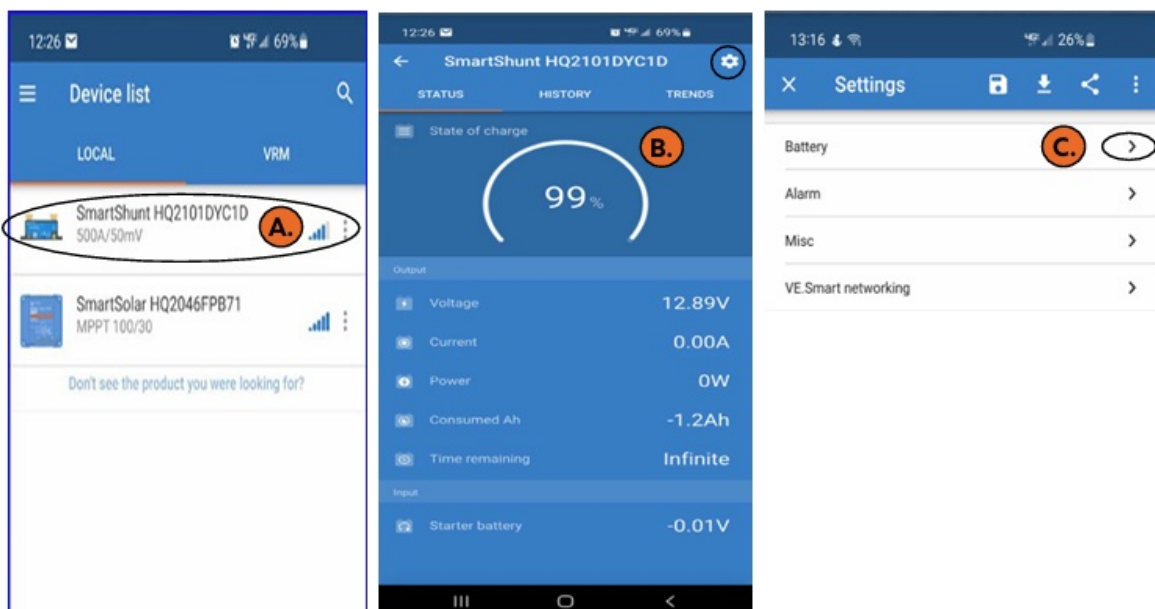 12:26 69%
Device list
LOCAL VRM
SmartShunt HQ2101DYC1D
500A/50mV
A.
SmartSolar HQ2046FPB71
MPPT 100/30
Don't see the product you were looking for?
12:26 69%
SmartShunt HQ2101DYC1D
STATUS HISTORY TRENDS
State of charge
B.
99%
Output
Voltage 12.89V
Current 0.00A
Power 0W
Consumed Ah -1.2Ah
Time remaining Infinite
Input
Starter battery -0.01V
13:16 26%
Settings
Battery
C.
Alarm
Misc
VE.Smart networking